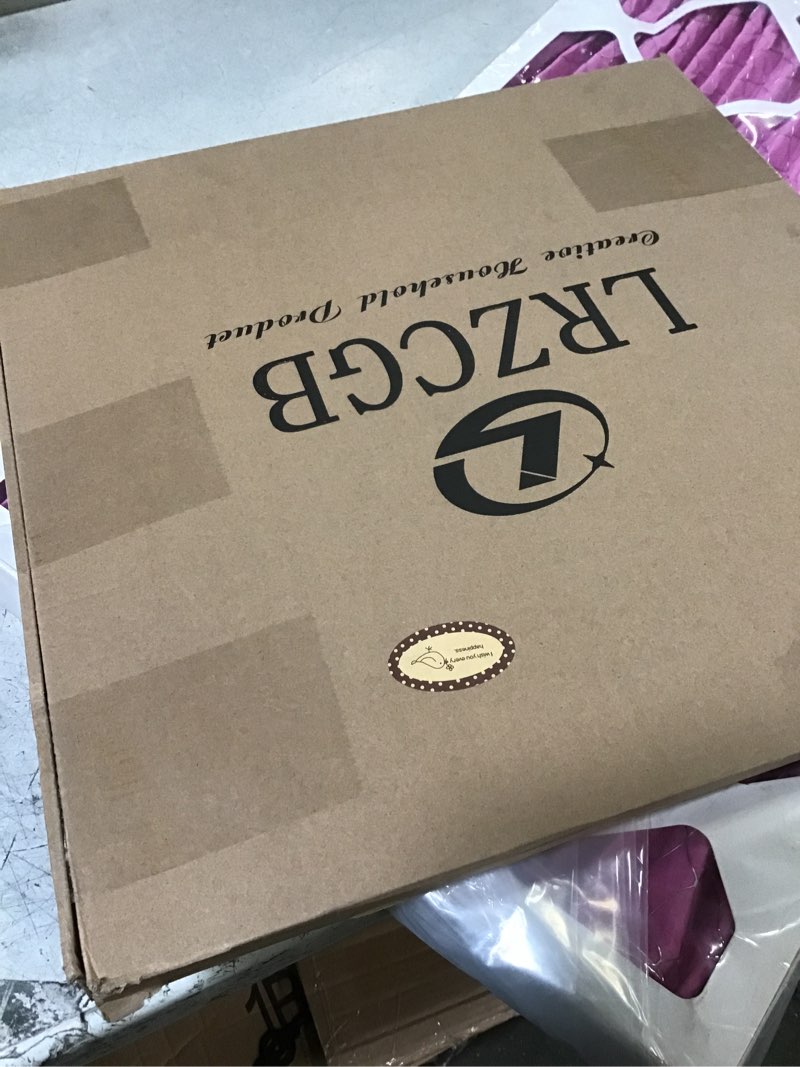 LRZCGB
Creative Household Product
I wish you every
happiness